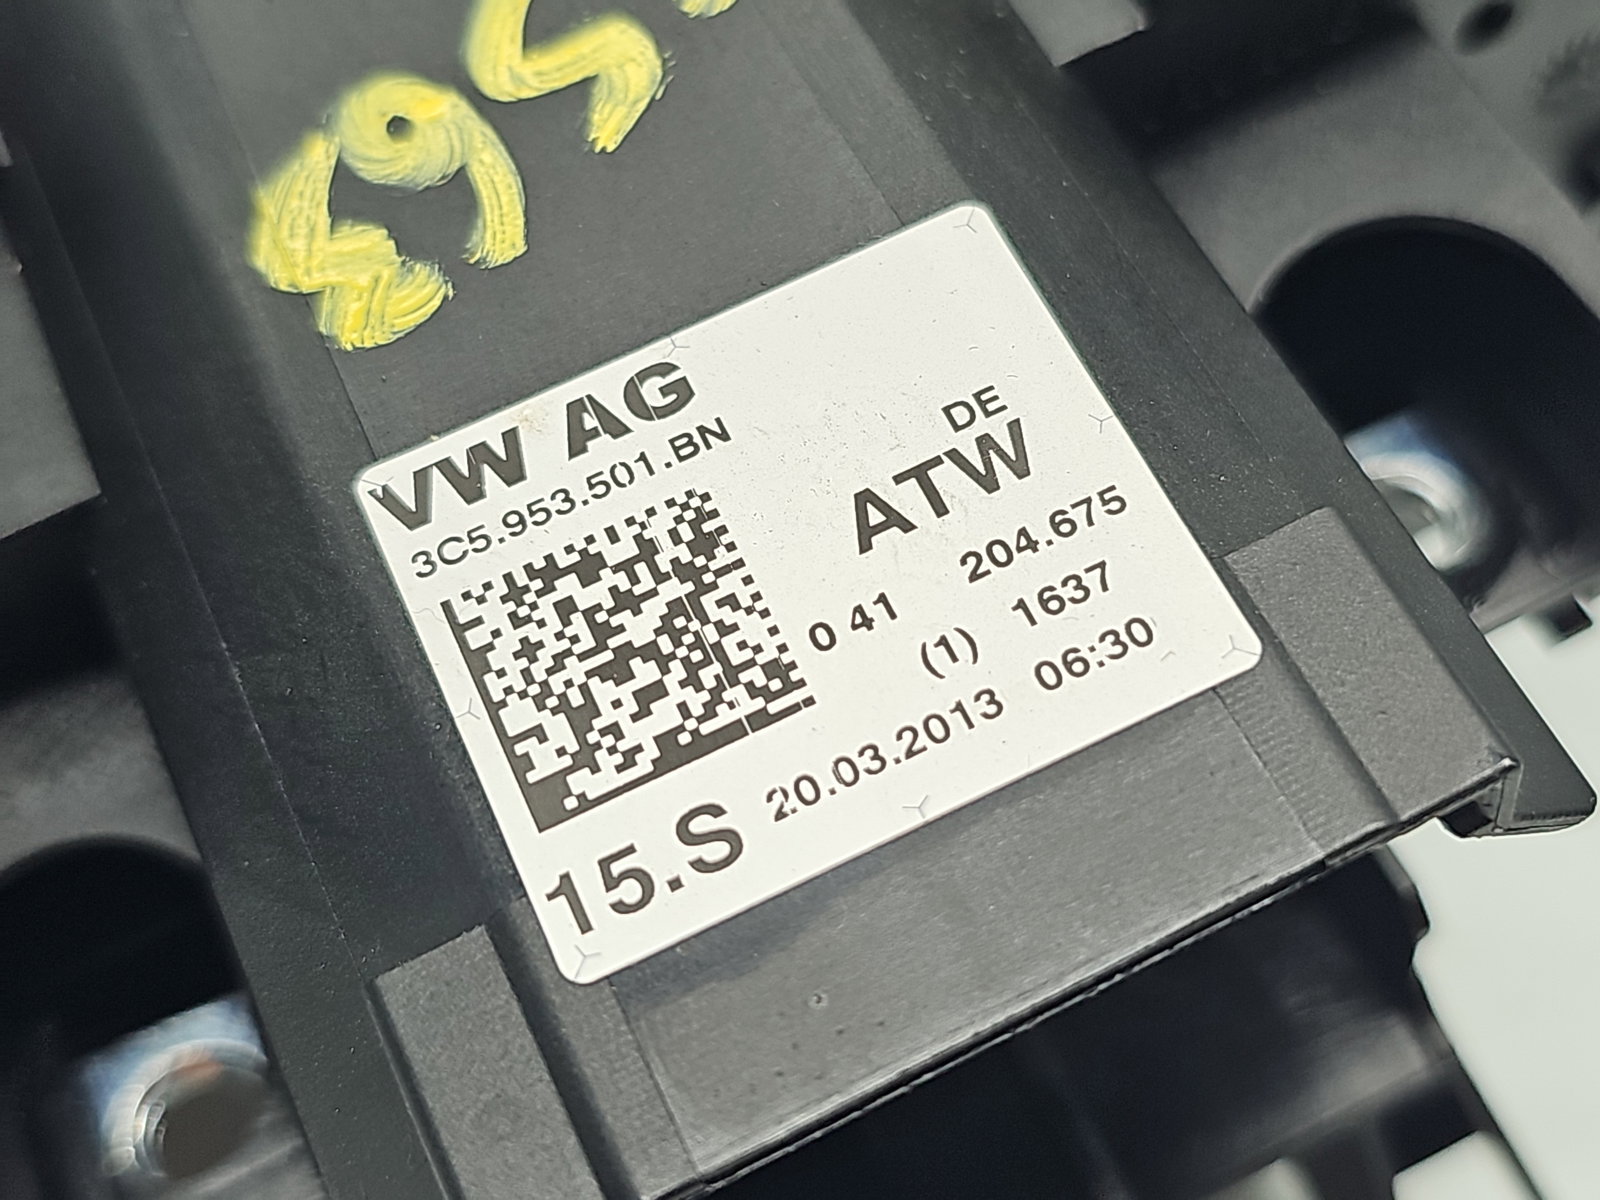 VW AG
3C5.953.501.BN
DE
ATW
204.675
0 41
(1) 1637
15.S 20.03.2013 06:30